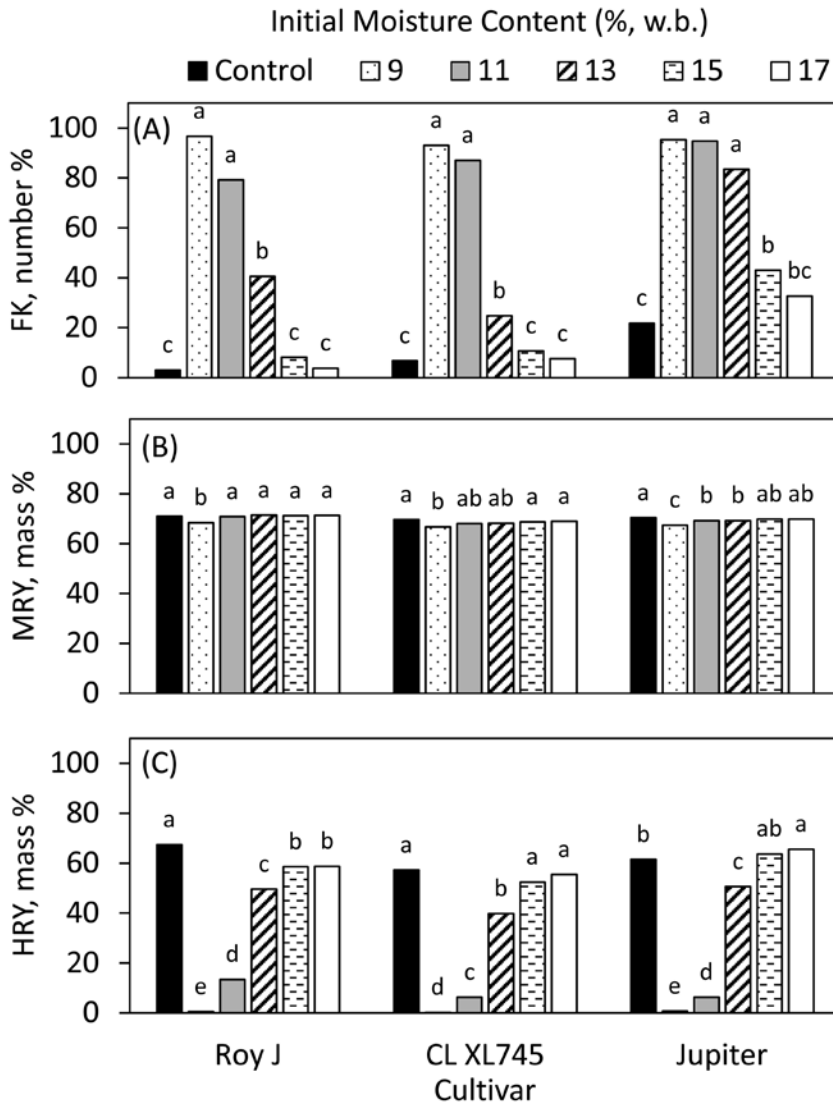 Initial Moisture Content (%, w.b.)
Control 9 11 13 15 17
(A)
FK, number %
100
80
60
40
20
0
c a a b c c
c a a b c c
c a a a b bc
(B)
MRY, mass %
100
80
60
40
20
0
a b a a a a
a b ab ab a a
a c b b ab ab
(C)
HRY, mass %
100
80
60
40
20
0
a e d c b b
a d c b a a
b e d c ab a
Roy J CL XL745 Jupiter
Cultivar